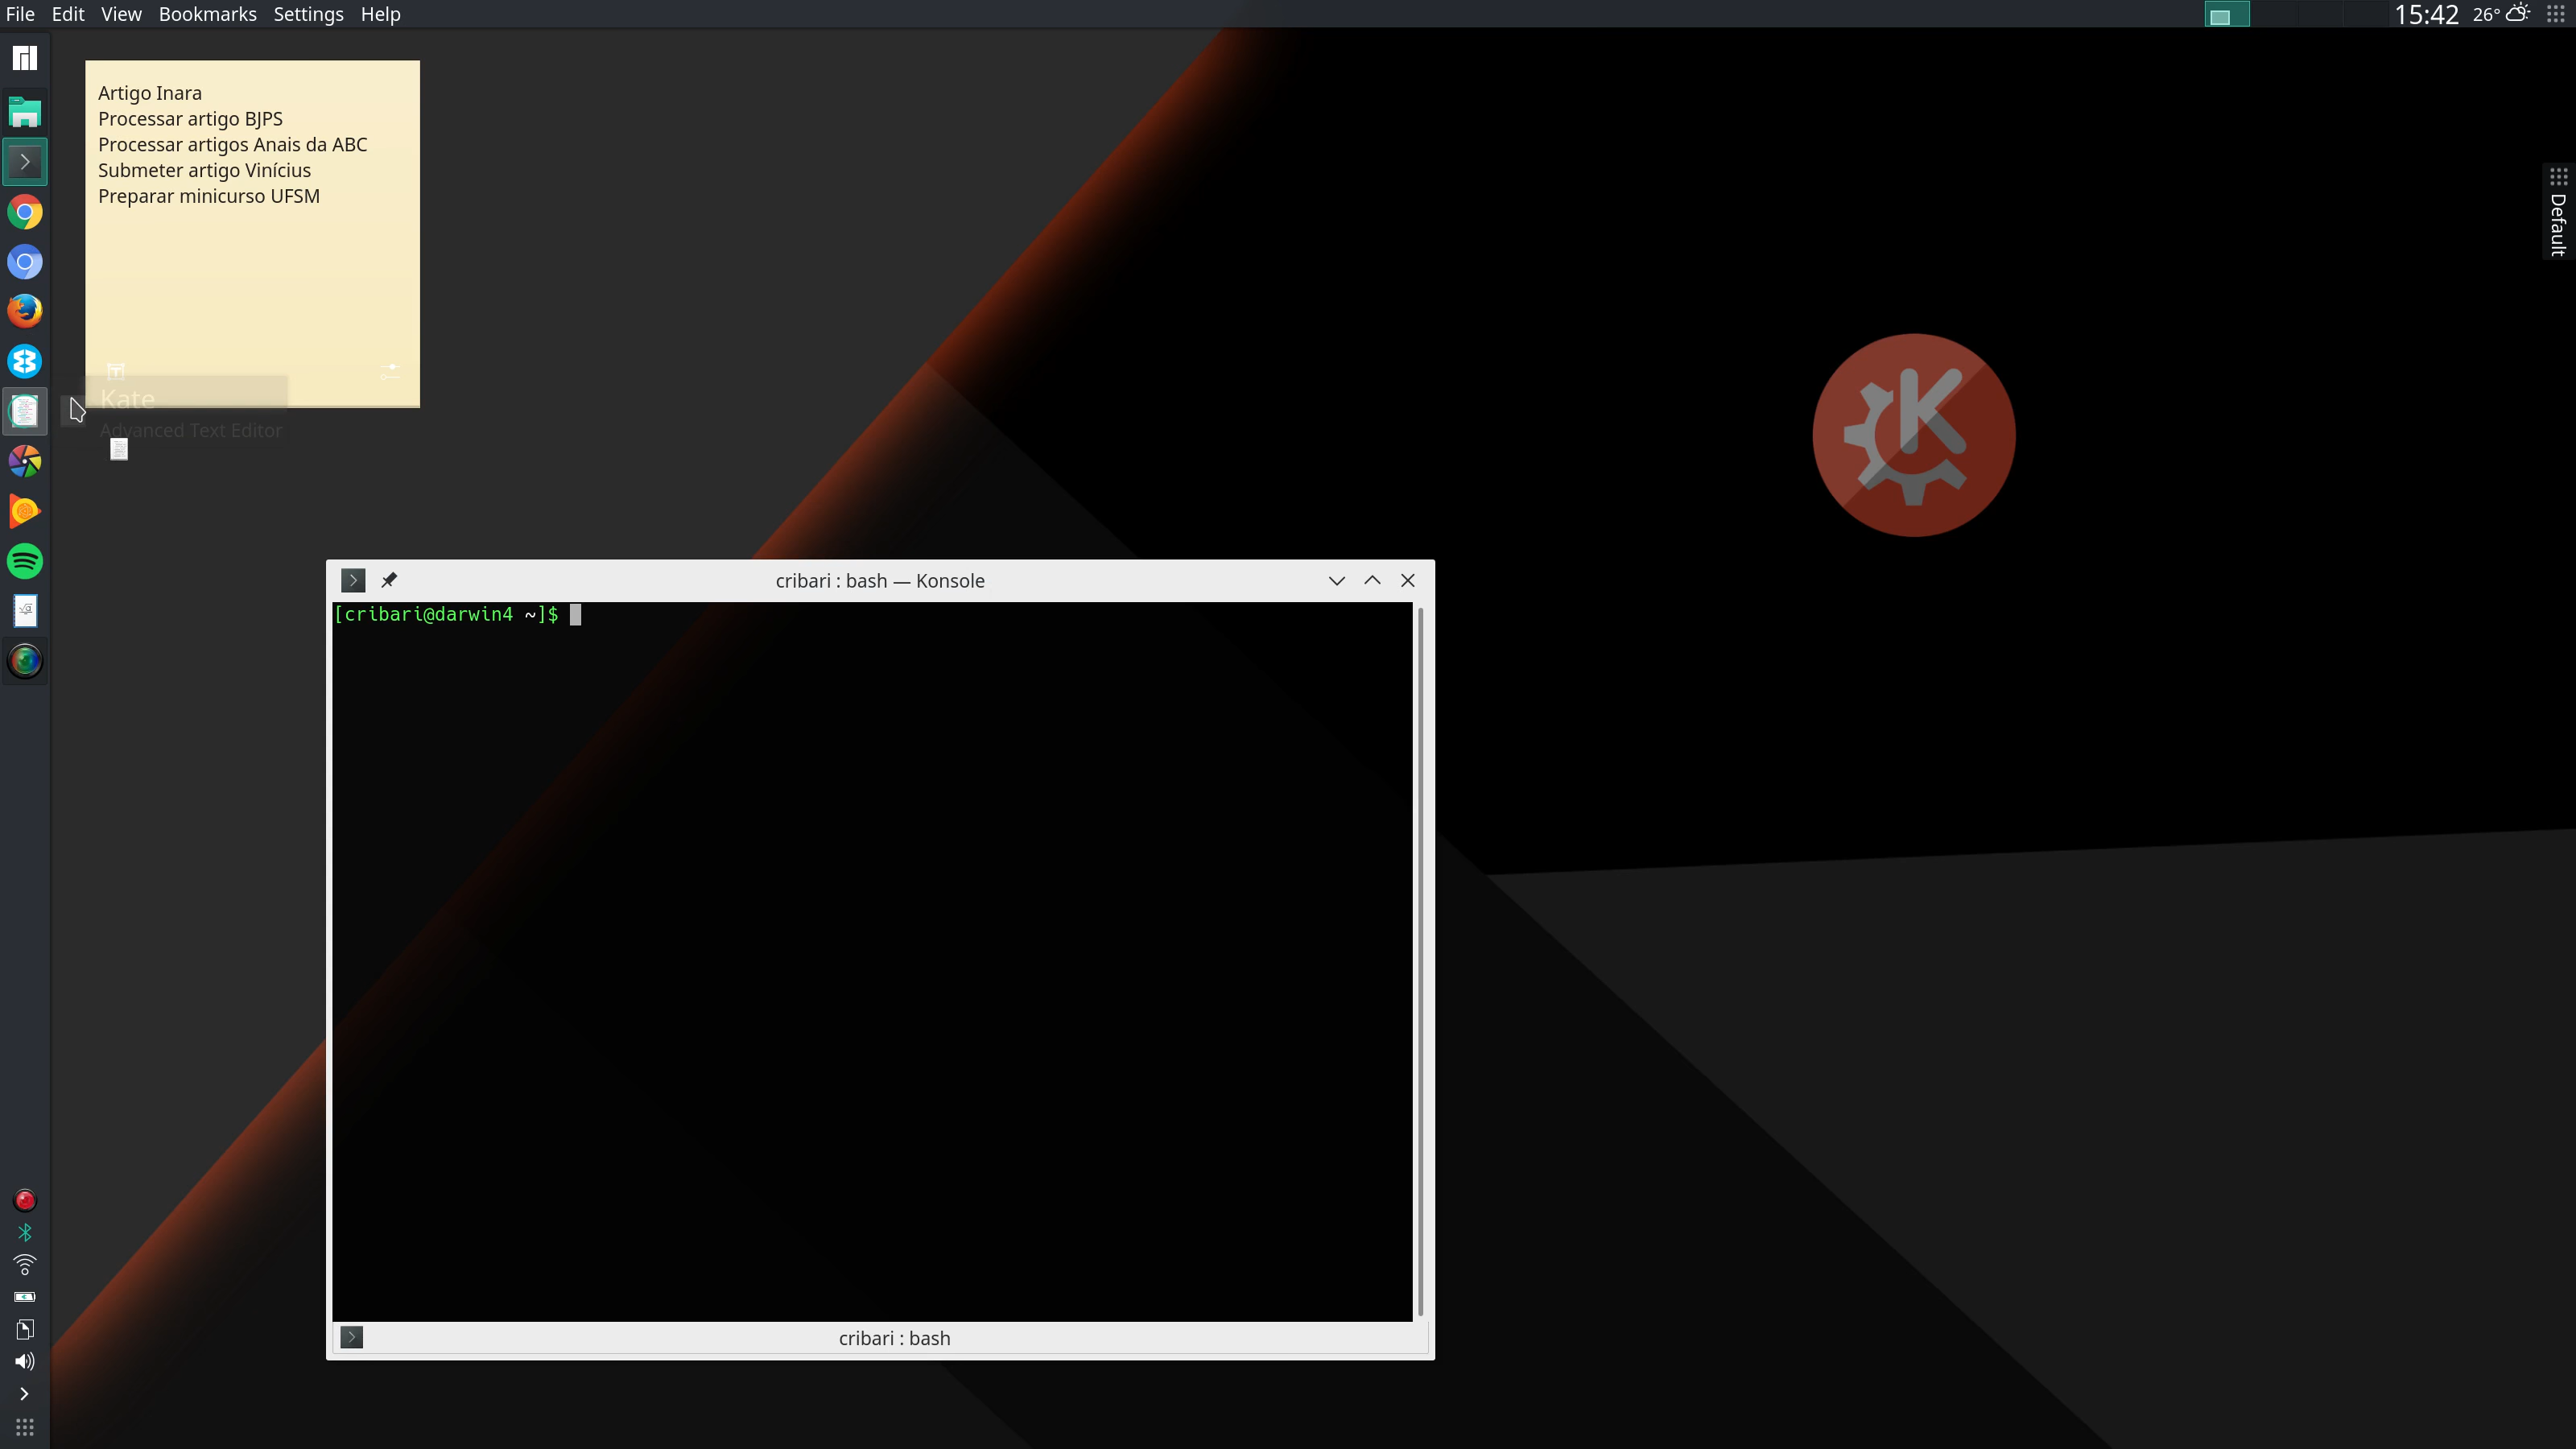 File Edit View Bookmarks Settings Help
15:42 26°
Artigo Inara
Processar artigo BJPS
Processar artigos Anais da ABC
Submeter artigo Vinícius
Preparar minicurso UFSM
Kate
Advanced Text Editor
Default
cribari : bash — Konsole
[cribari@darwin4 ~]$
cribari : bash